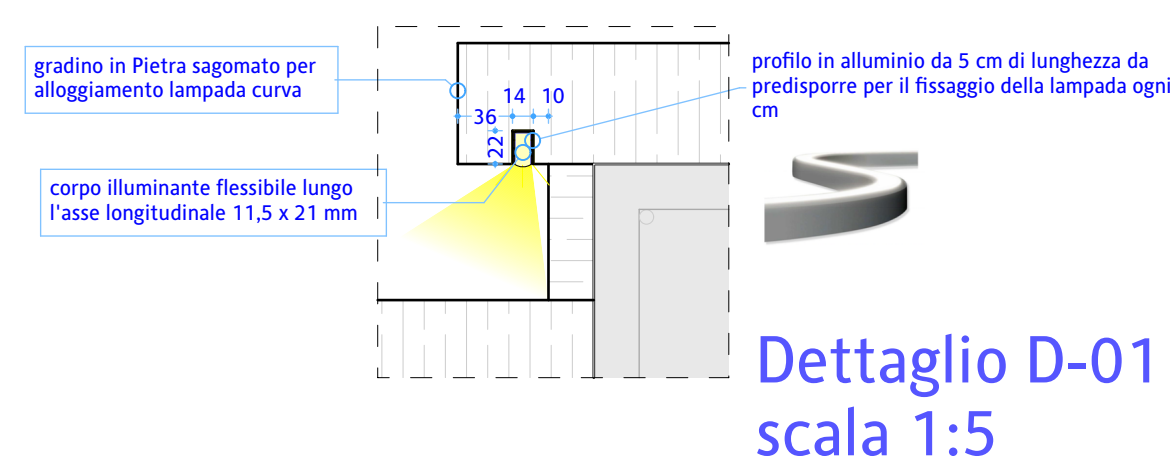 gradino in Pietra sagomato per
alloggiamento lampada curva
profilo in alluminio da 5 cm di lunghezza da
predisporre per il fissaggio della lampada ogni
cm
14 10
36
22
corpo illuminante flessibile lungo
l'asse longitudinale 11,5 x 21 mm
Dettaglio D-01
scala 1:5